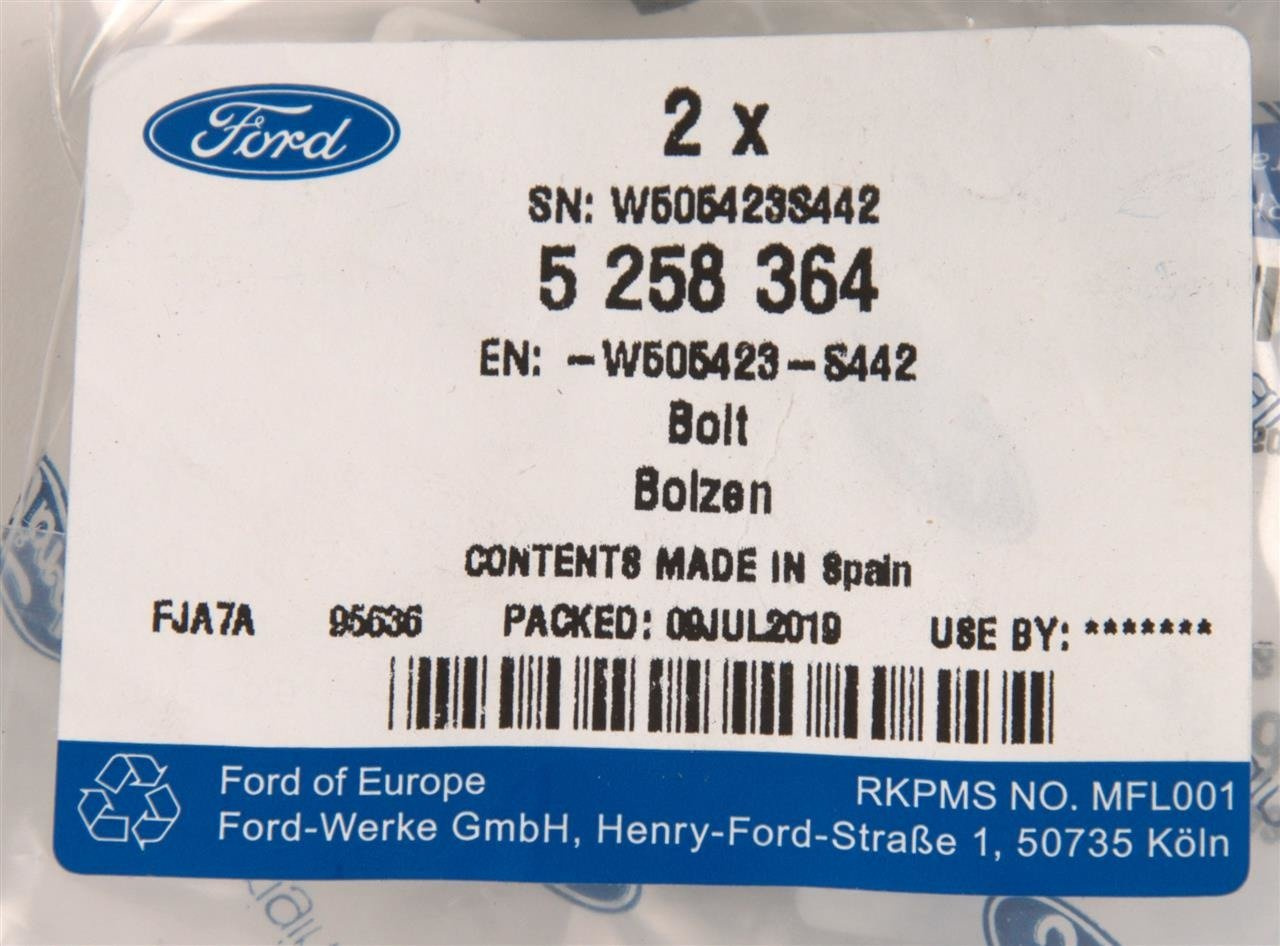 Ford
2 x
SN: W505423S442
5 258 364
EN: -W505423-S442
Bolt
Bolzen
CONTENTS MADE IN Spain
FJA7A 95636 PACKED: 09JUL2019 USE BY: *******
Ford of Europe RKPMS NO. MFL001
Ford-Werke GmbH, Henry-Ford-Straße 1, 50735 Köln